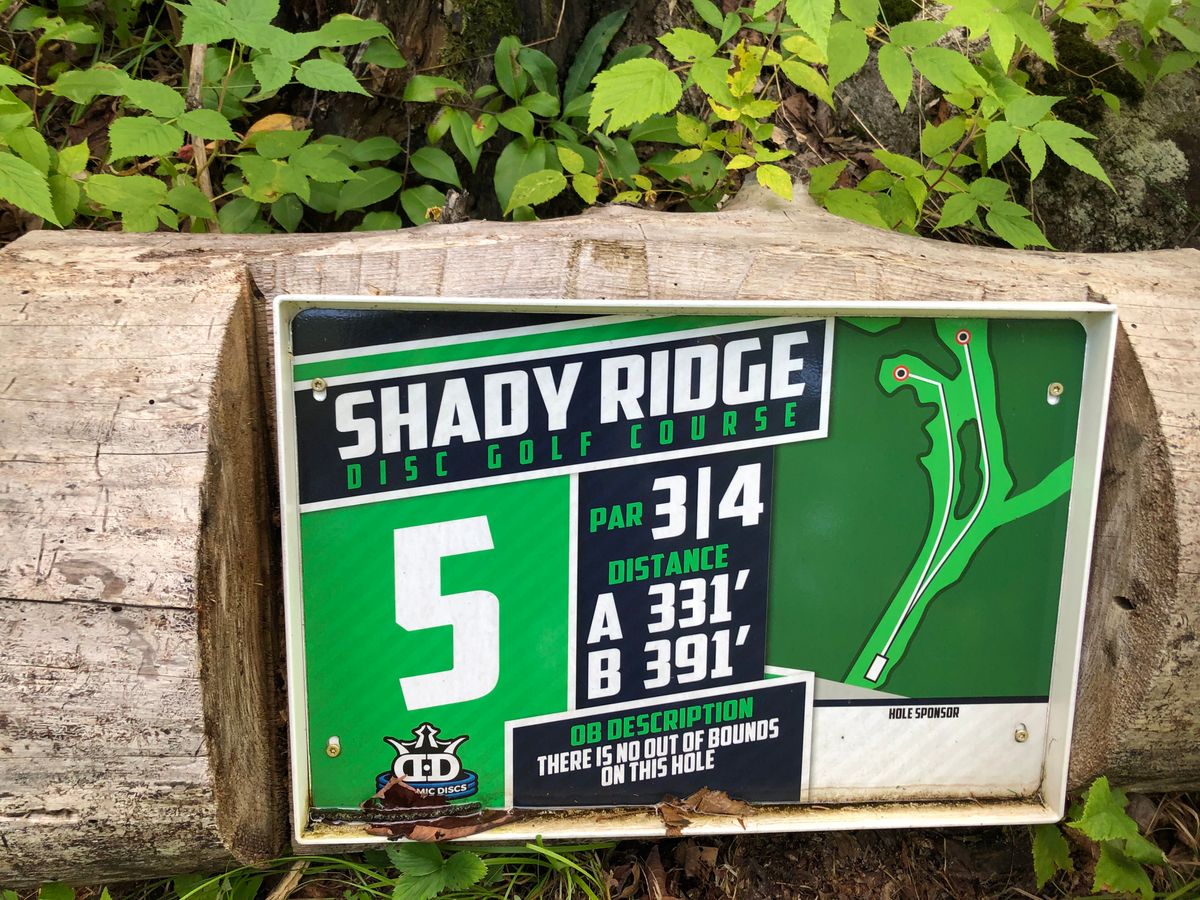 SHADY RIDGE
DISC GOLF COURSE
5
PAR 3|4
DISTANCE
A 331'
B 391'
OB DESCRIPTION
THERE IS NO OUT OF BOUNDS
ON THIS HOLE
HOLE SPONSOR
DD